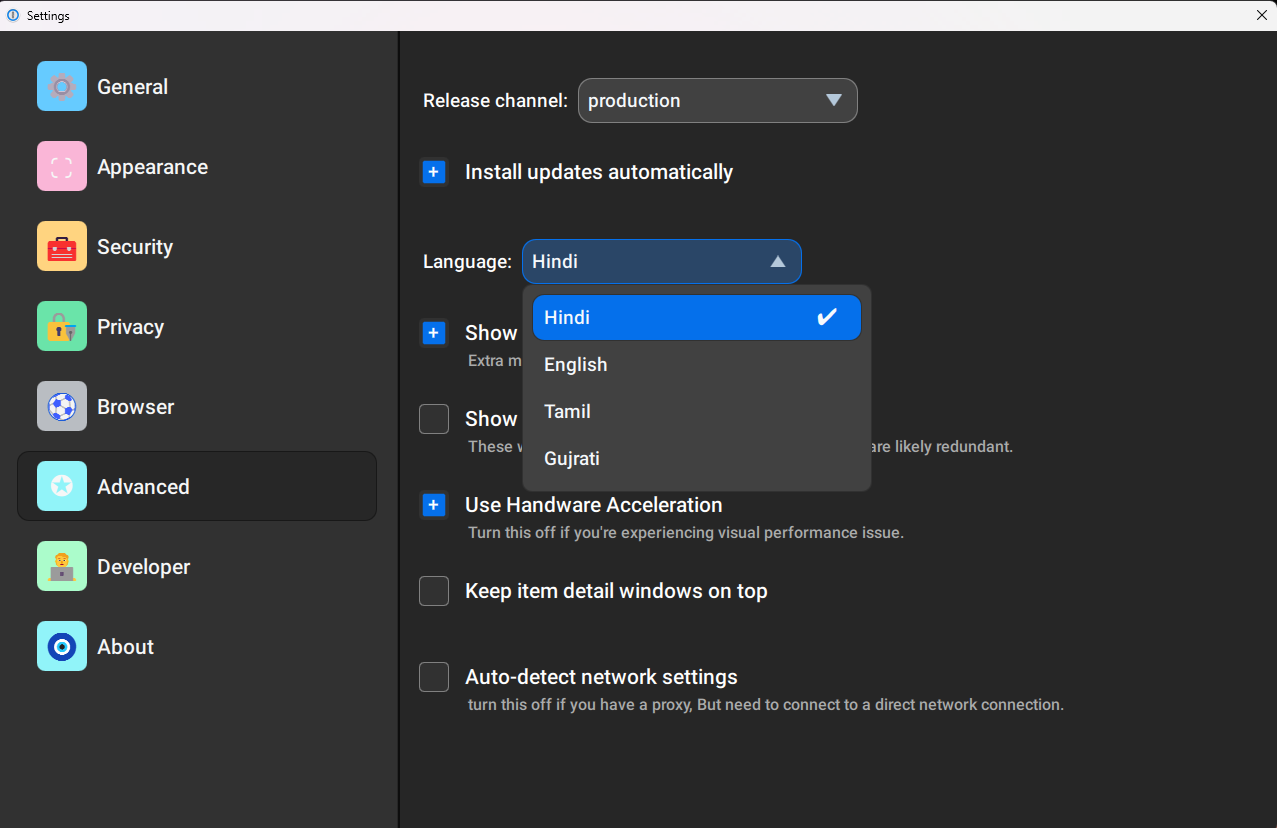 Settings
General
Appearance
Security
Privacy
Browser
Advanced
Developer
About
Release channel:
production
Install updates automatically
Language:
Hindi
Hindi
English
Tamil
Gujrati
Show
Extra
Show
These
are likely redundant.
Use Hardware Acceleration
Turn this off if you're experiencing visual performance issue.
Keep item detail windows on top
Auto-detect network settings
turn this off if you have a proxy, But need to connect to a direct network connection.